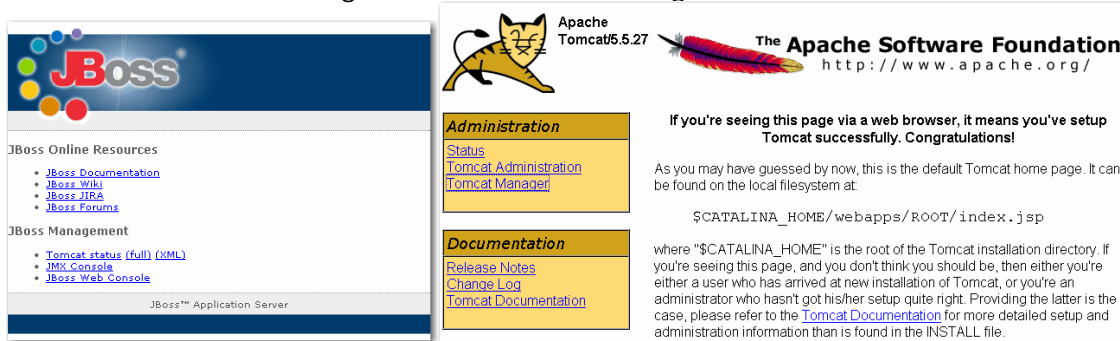 JBoss
JBoss Online Resources
JBoss Documentation
JBoss Wiki
JBoss JIRA
JBoss Forums
JBoss Management
Tomcat status (full) (XML)
JMX Console
JBoss Web Console
JBoss™ Application Server
Apache
Tomcat/5.5.27
The Apache Software Foundation
http://www.apache.org/
Administration
Status
Tomcat Administration
Tomcat Manager
Documentation
Release Notes
Change Log
Tomcat Documentation
If you're seeing this page via a web browser, it means you've setup
Tomcat successfully. Congratulations!
As you may have guessed by now, this is the default Tomcat home page. It can
be found on the local filesystem at:
$CATALINA_HOME/webapps/ROOT/index.jsp
where "$CATALINA_HOME" is the root of the Tomcat installation directory. If
you're seeing this page, and you don't think you should be, then either you're
either a user who has arrived at new installation of Tomcat, or you're an
administrator who hasn't got his/her setup quite right. Providing the latter is the
case, please refer to the Tomcat Documentation for more detailed setup and
administration information than is found in the INSTALL file.